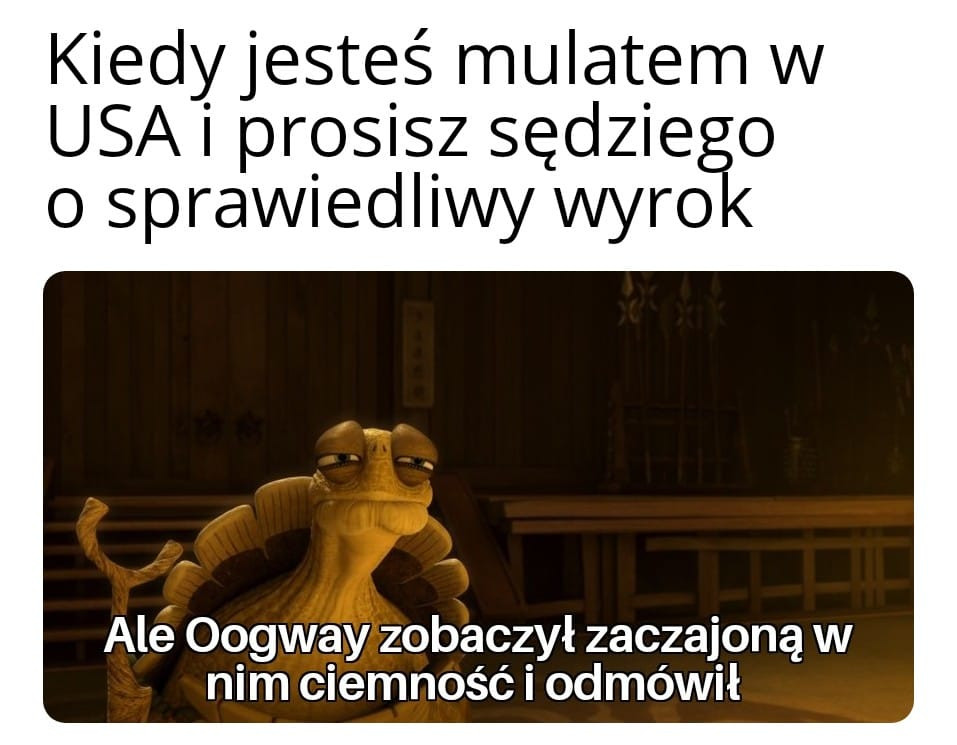 Kiedy jesteś mulatem w
USA i prosisz sędziego
o sprawiedliwy wyrok
Ale Oogway zobaczył zaczajoną w
nim ciemność i odmówił